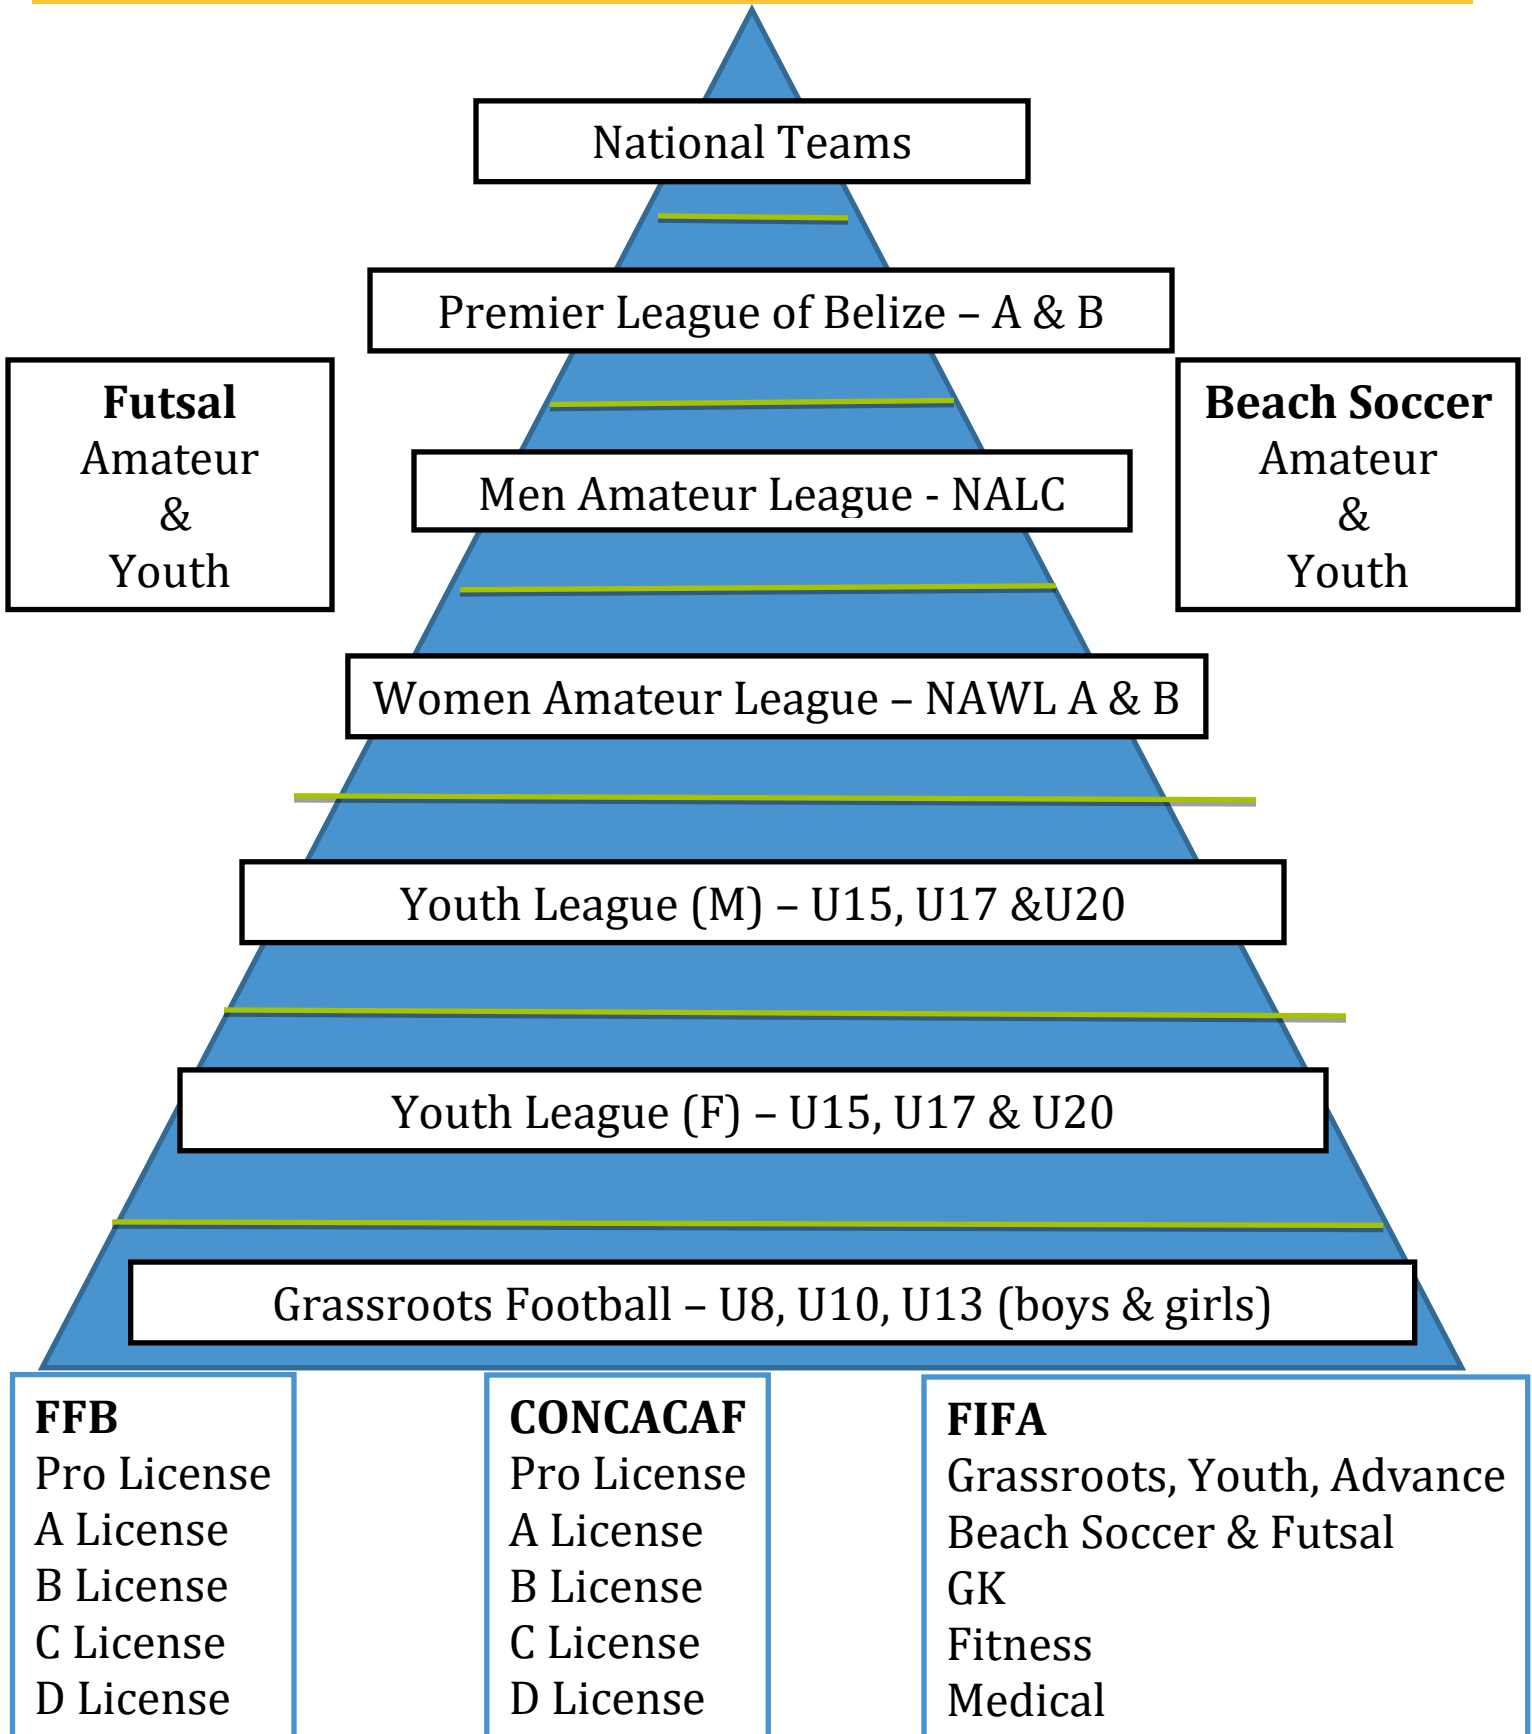 National Teams
Premier League of Belize – A & B
Futsal
Amateur
&
Youth
Beach Soccer
Amateur
&
Youth
Men Amateur League - NALC
Women Amateur League – NAWL A & B
Youth League (M) – U15, U17 &U20
Youth League (F) – U15, U17 & U20
Grassroots Football – U8, U10, U13 (boys & girls)
FFB
Pro License
A License
B License
C License
D License
CONCACAF
Pro License
A License
B License
C License
D License
FIFA
Grassroots, Youth, Advance
Beach Soccer & Futsal
GK
Fitness
Medical